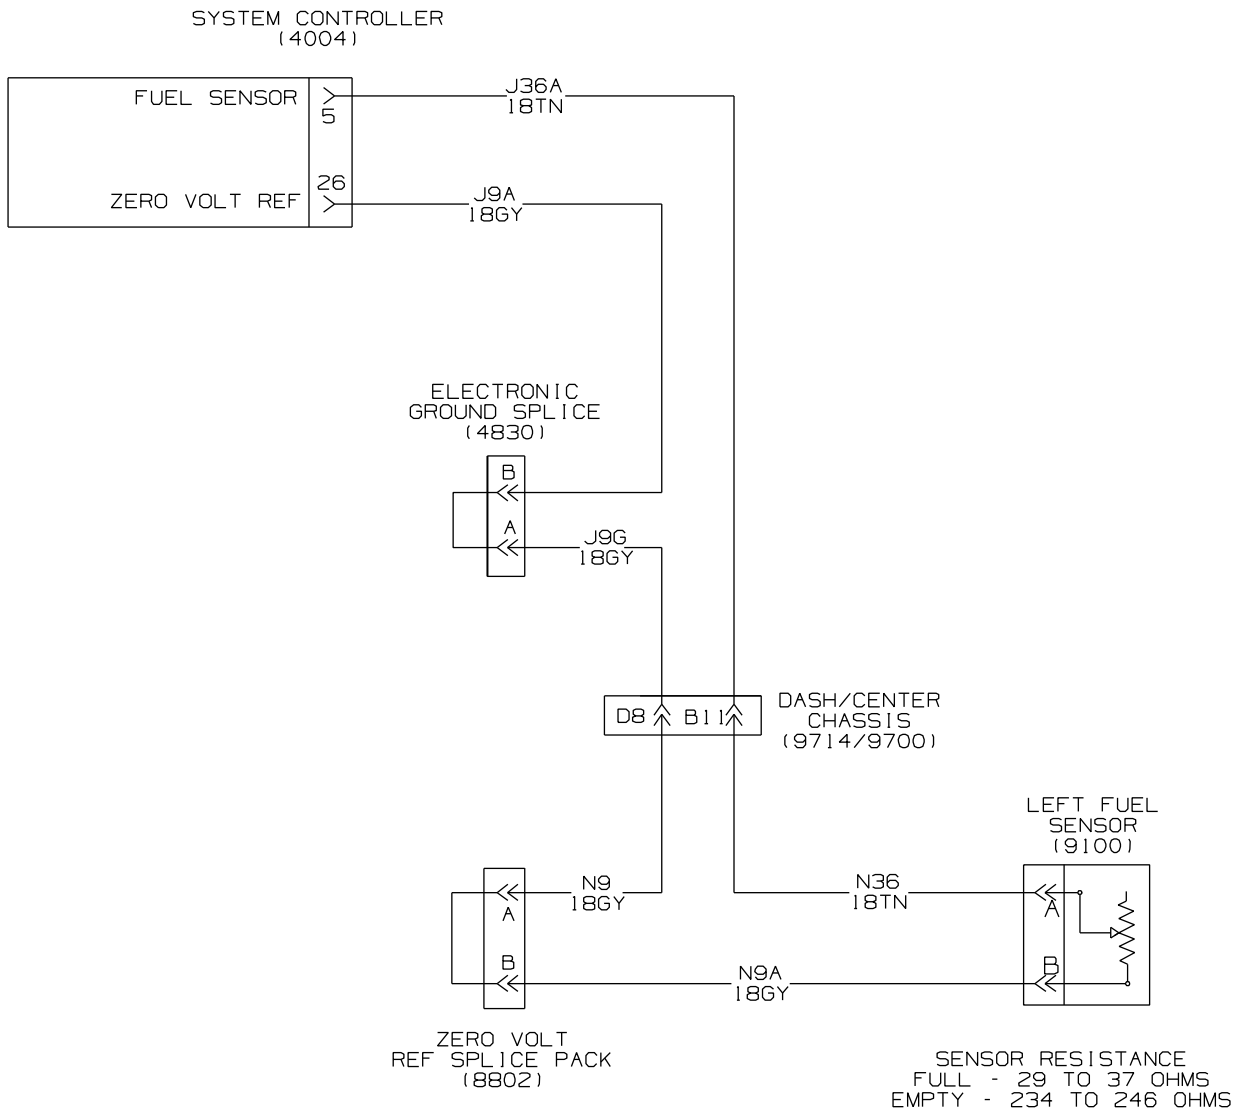 SYSTEM CONTROLLER
(4004)
FUEL SENSOR
5
J36A
18TN
ZERO VOLT REF
26
J9A
18GY
ELECTRONIC
GROUND SPLICE
(4830)
B
A
J9G
18GY
D8
B11
DASH/CENTER
CHASSIS
(9714/9700)
LEFT FUEL
SENSOR
(9100)
N9
18GY
A
N36
18TN
A
B
N9A
18GY
B
ZERO VOLT
REF SPLICE PACK
(8802)
SENSOR RESISTANCE
FULL - 29 TO 37 OHMS
EMPTY - 234 TO 246 OHMS